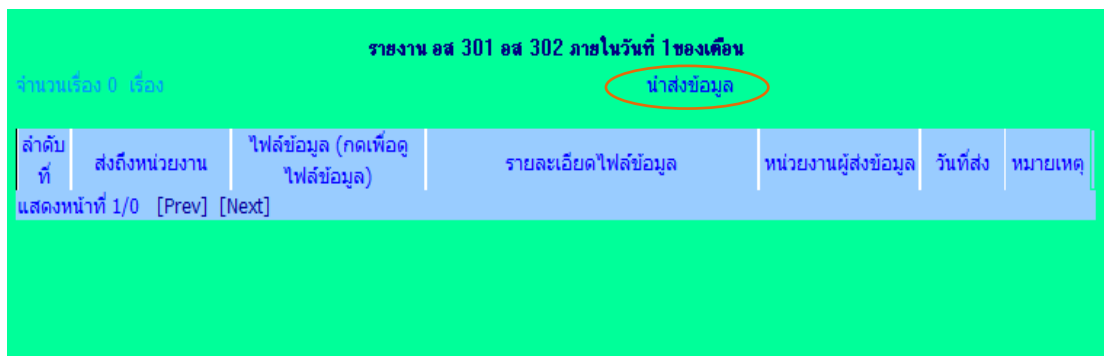 รายงาน อส 301 อส 302 ภายในวันที่ 1ของเดือน
จำนวนเรื่อง 0 เรื่อง นำส่งข้อมูล
ลำดับที่ ส่งถึงหน่วยงาน ไฟล์ข้อมูล (กดเพื่อดูไฟล์ข้อมูล) รายละเอียดไฟล์ข้อมูล หน่วยงานผู้ส่งข้อมูล วันที่ส่ง หมายเหตุ
แสดงหน้าที่ 1/0 [Prev] [Next]